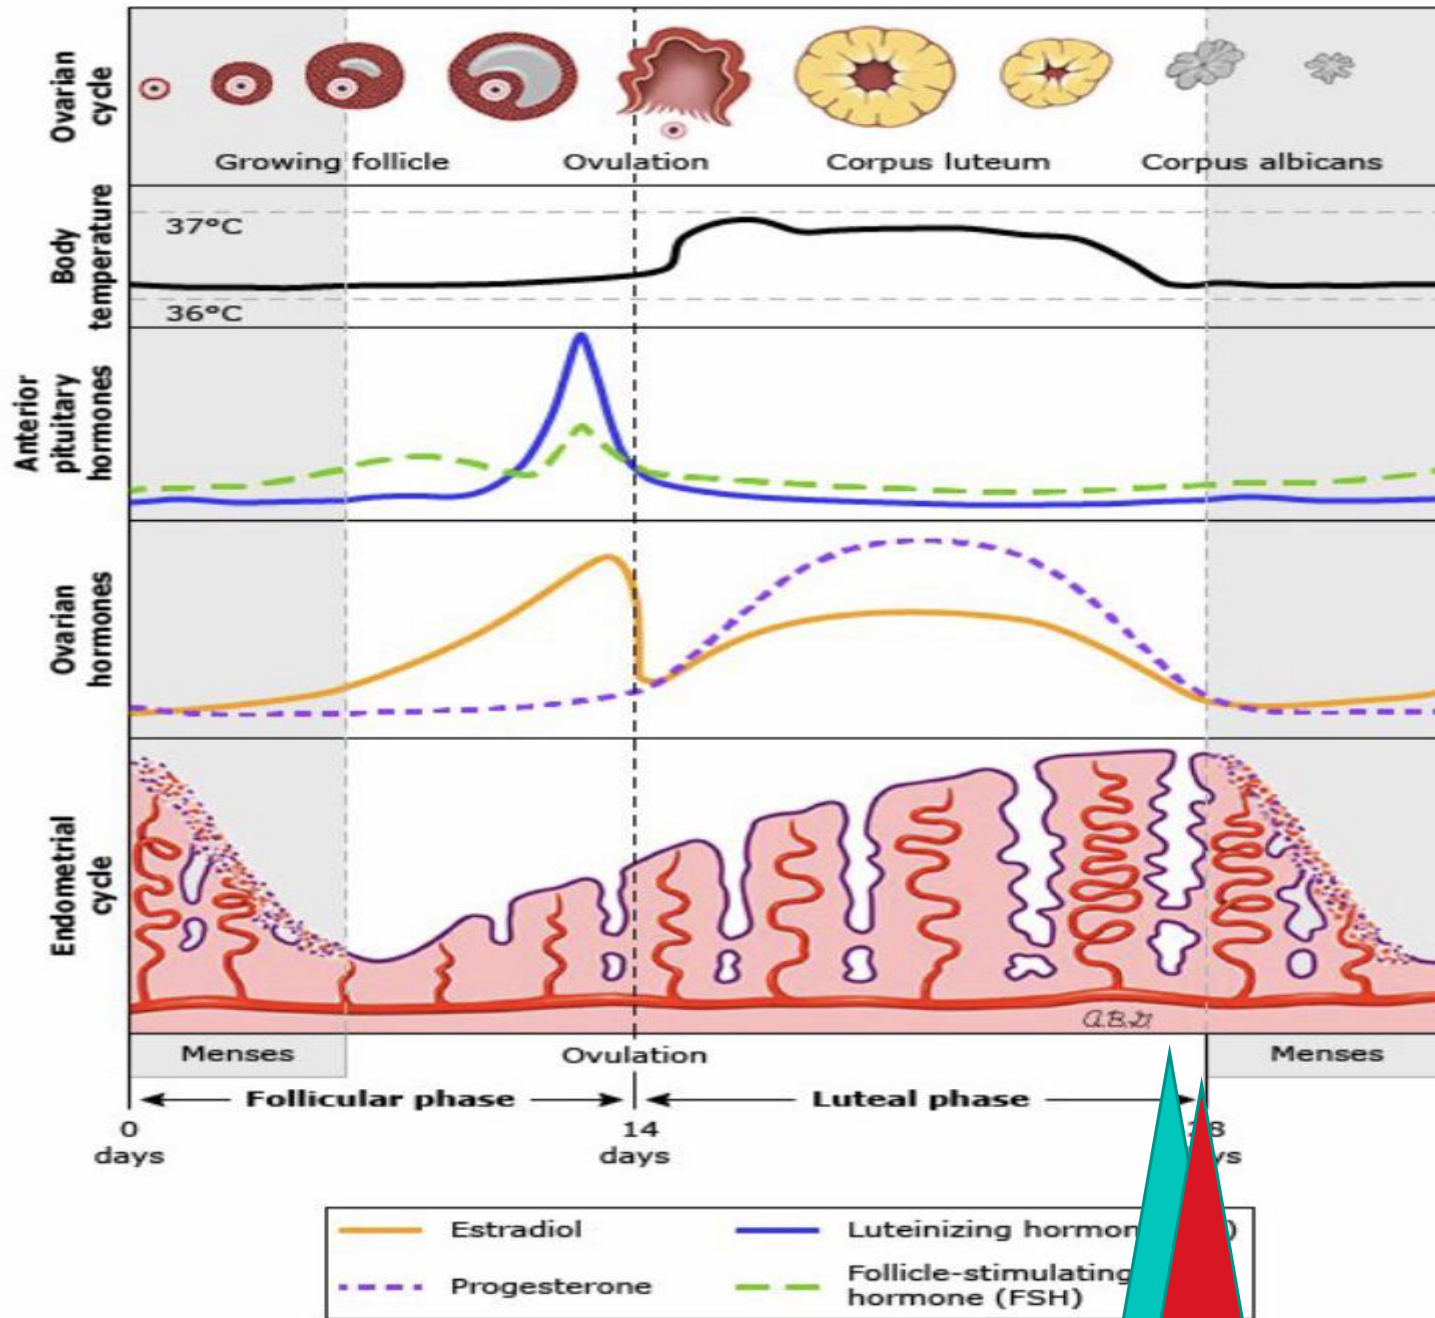 Ovarian
cycle
Growing follicle
Ovulation
Corpus luteum
Corpus albicans
Body
temperature
37°C
36°C
Anterior
pituitary
hormones
Ovarian
hormones
Endometrial
cycle
a.B.D.
Menses
Ovulation
Menses
Follicular phase
Luteal phase
0
days
14
days
Estradiol
Luteinizing
Progesterone
Follicle-stimulating
hormone (FSH)